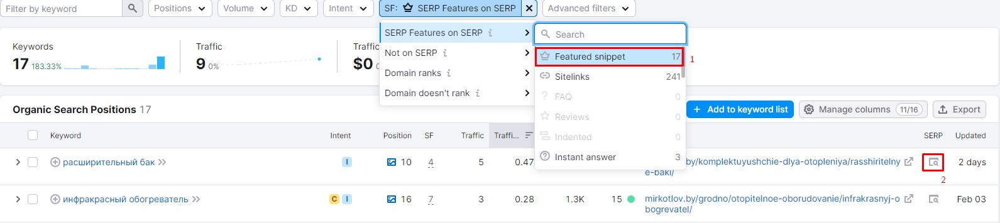 Filter by keyword
Positions
Volume
KD
Intent
SF: SERP Features on SERP
Advanced filters
SERP Features on SERP i
Not on SERP i
Domain ranks i
Domain doesn't rank i
Search
Featured snippet 17
1
Sitelinks 241
FAQ 0
Reviews 0
Indented 0
Instant answer 3
Keywords
17 183.33%
Traffic
9 0%
Traffic
$0
Organic Search Positions 17
+ Add to keyword list
Manage columns 11/16
Export
Keyword Intent Position SF Traffic Traffi... SERP Updated
расширительный бак I 10 4 5 0.47 by/komplektuyushchie-dlya-otopleniya/rasshiritelny 2 days
e-baki/
2
инфракрасный обогреватель C I 16 7 3 0.28 1.3K 15 mirkotlov.by/grodno/otopitelnoe-oborudovanie/infrakrasnyj-o Feb 03
bogrevatel/